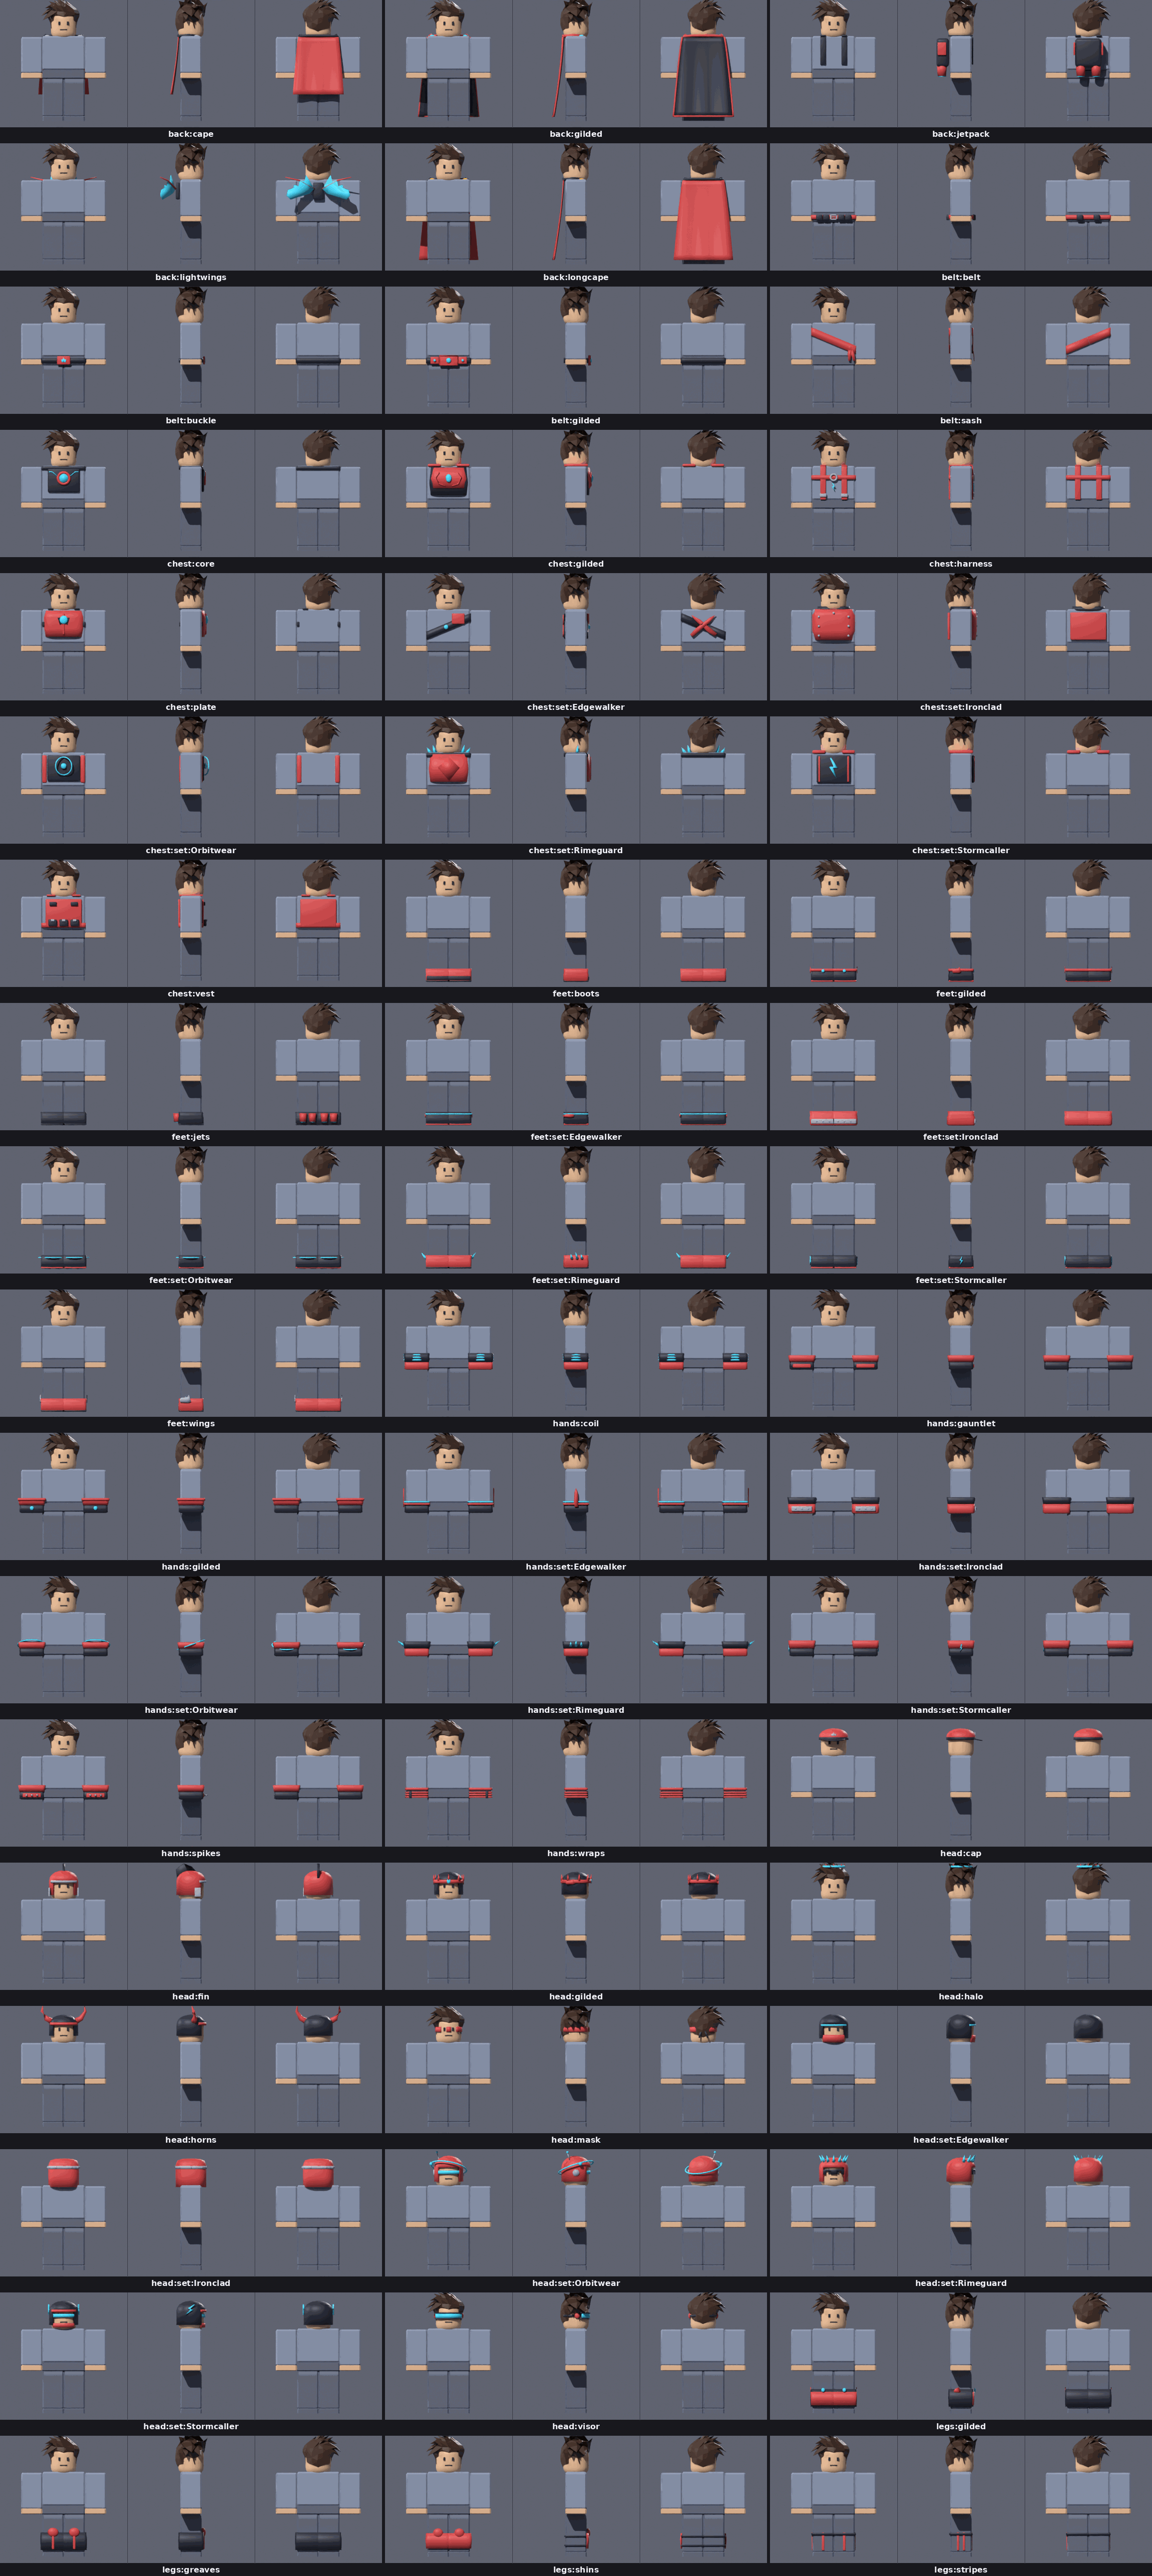 back:cape
back:gilded
back:jetpack
back:lightwings
back:longcape
belt:belt
belt:buckle
belt:gilded
belt:sash
chest:core
chest:gilded
chest:harness
chest:plate
chest:set:Edgewalker
chest:set:Ironclad
chest:set:Orbitwear
chest:set:Rimeguard
chest:set:Stormcaller
chest:vest
feet:boots
feet:gilded
feet:jets
feet:set:Edgewalker
feet:set:Ironclad
feet:set:Orbitwear
feet:set:Rimeguard
feet:set:Stormcaller
feet:wings
hands:coil
hands:gauntlet
hands:gilded
hands:set:Edgewalker
hands:set:Ironclad
hands:set:Orbitwear
hands:set:Rimeguard
hands:set:Stormcaller
hands:spikes
hands:wraps
head:cap
head:fin
head:gilded
head:halo
head:horns
head:mask
head:set:Edgewalker
head:set:Ironclad
head:set:Orbitwear
head:set:Rimeguard
head:set:Stormcaller
head:visor
legs:gilded
legs:greaves
legs:shins
legs:stripes